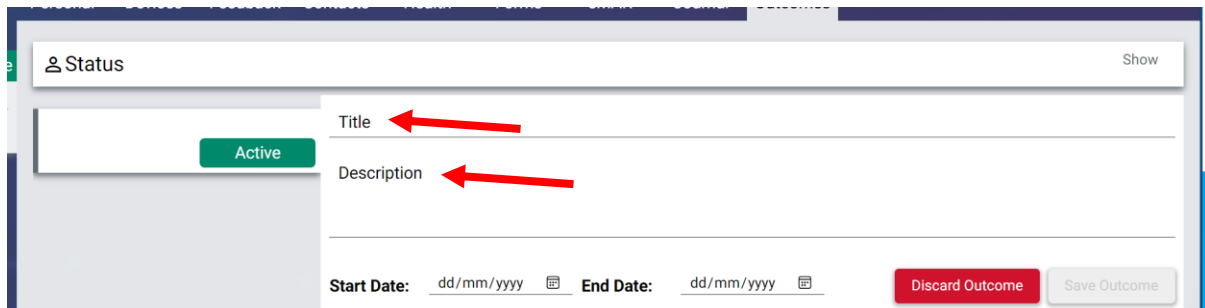 Status
Show
Title
Active
Description
Start Date: dd/mm/yyyy End Date: dd/mm/yyyy Discard Outcome Save Outcome